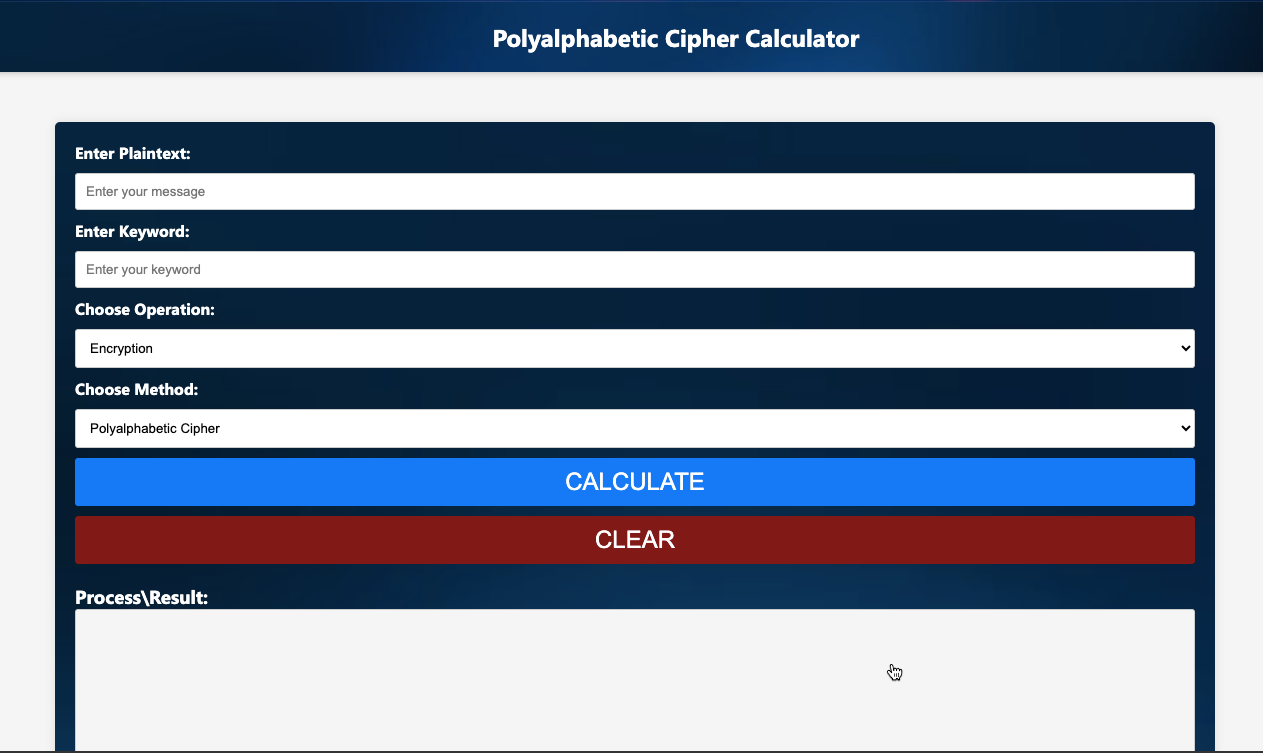 Polyalphabetic Cipher Calculator
Enter Plaintext:
Enter your message
Enter Keyword:
Enter your keyword
Choose Operation:
Encryption
Choose Method:
Polyalphabetic Cipher
CALCULATE
CLEAR
Process\Result: